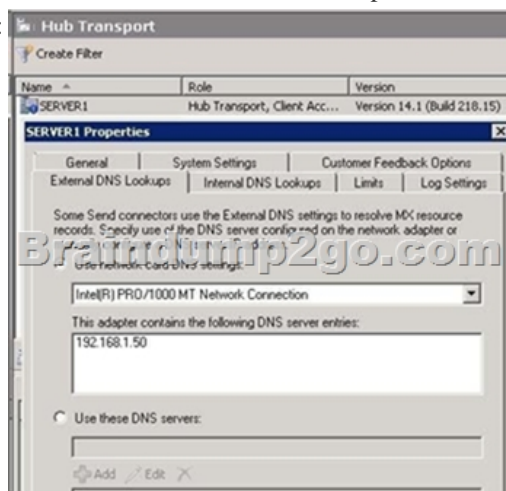 Hub Transport
Create Filter
Name Role Version
SERVER1 Hub Transport, Client Acc... Version 14.1 (Build 218.15)
SERVER1 Properties
General System Settings Customer Feedback Options
External DNS Lookups Internal DNS Lookups Limits Log Settings
Some Send connectors use the External DNS settings to resolve MX resource
records. Specify use of the DNS server configured on the network adapter or
Braindump2go.com
Use network card DNS settings:
Intel(R) PRO/1000 MT Network Connection
This adapter contains the following DNS server entries:
192.168.1.50
Use these DNS servers:
Add Edit